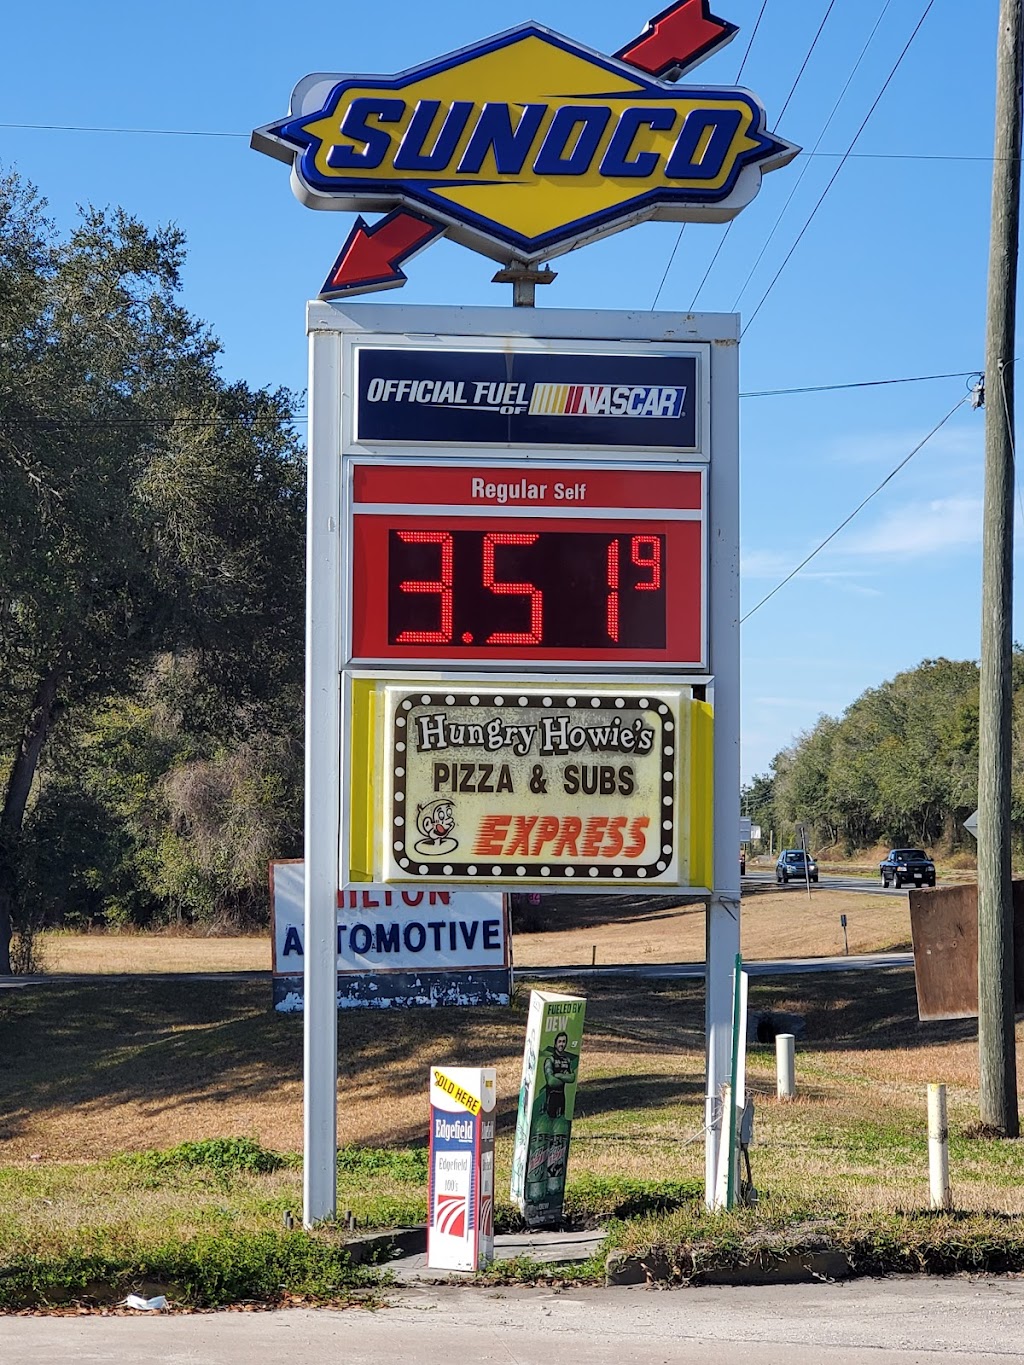 SUNOCO
OFFICIAL FUEL
OF NASCAR
Regular Self
3.51 9
Hungry Howie's
PIZZA & SUBS
EXPRESS
AUTOMOTIVE
FUELED BY
DEW
SOLD HERE
Edgefield
Edgefield
100's